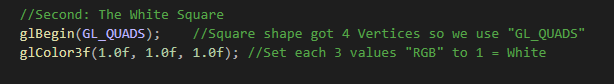 //Second: The White Square
glBegin(GL_QUADS);    //Square shape got 4 Vertices so we use "GL_QUADS"
glColor3f(1.0f, 1.0f, 1.0f); //Set each 3 values "RGB" to 1 = White